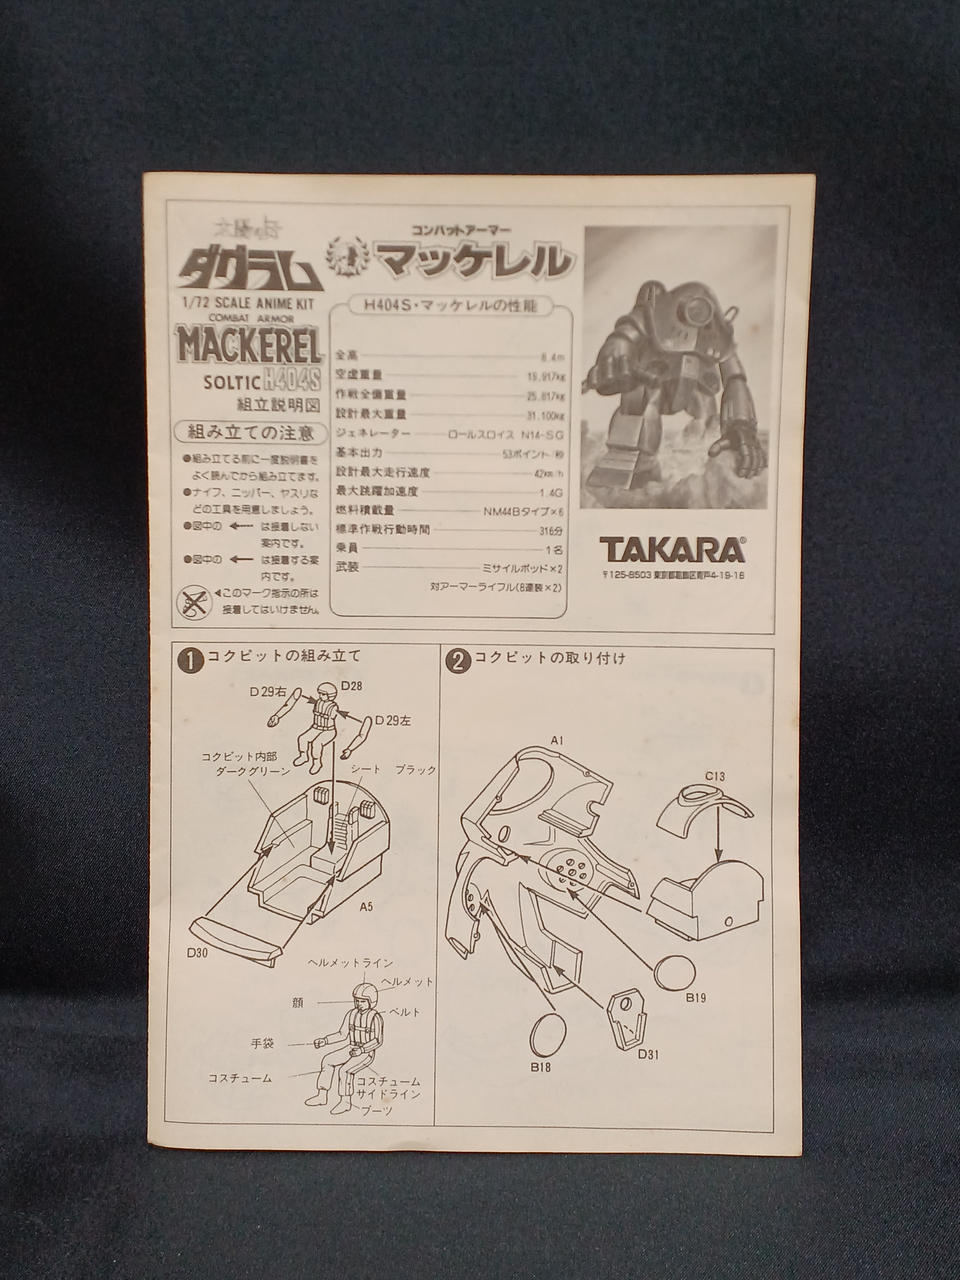 太陽の牙
ダグラム
1/72 SCALE ANIME KIT
COMBAT ARMOR
MACKEREL
SOLTIC H404S
組立説明図
組み立ての注意
●組み立てる前に一度説明書を
よく読んでから組み立てます。
●ナイフ、ニッパー、ヤスリな
どの工具を用意しましょう。
●図中の ← は接着しない
案内です。
●図中の ← は接着する案
内です。
◀このマーク指示の所は
接着してはいけません。
コンバットアーマー
マッケレル
H404S・マッケレルの性能
全高 8.4m
空虚重量 19,917kg
作戦全備重量 25,817kg
設計最大重量 31,100kg
ジェネレーター ロールスロイス N14-SG
基本出力 53ポイント/秒
設計最大走行速度 42km/h
最大跳躍加速度 1.4G
燃料積載量 NM44Bタイプ×6
標準作戦行動時間 316分
乗員 1名
武装 ミサイルポッド×2
対アーマーライフル(8連装×2)
TAKARA®
〒125-8503 東京都葛飾区青戸4-19-16
1 コクピットの組み立て
D29右
D28
D29左
コクピット内部
ダークグリーン
シート ブラック
A5
D30
ヘルメットライン
ヘルメット
顔
ベルト
手袋
コスチューム
コスチューム
サイドライン
ブーツ
2 コクピットの取り付け
A1
C13
B19
D31
B18